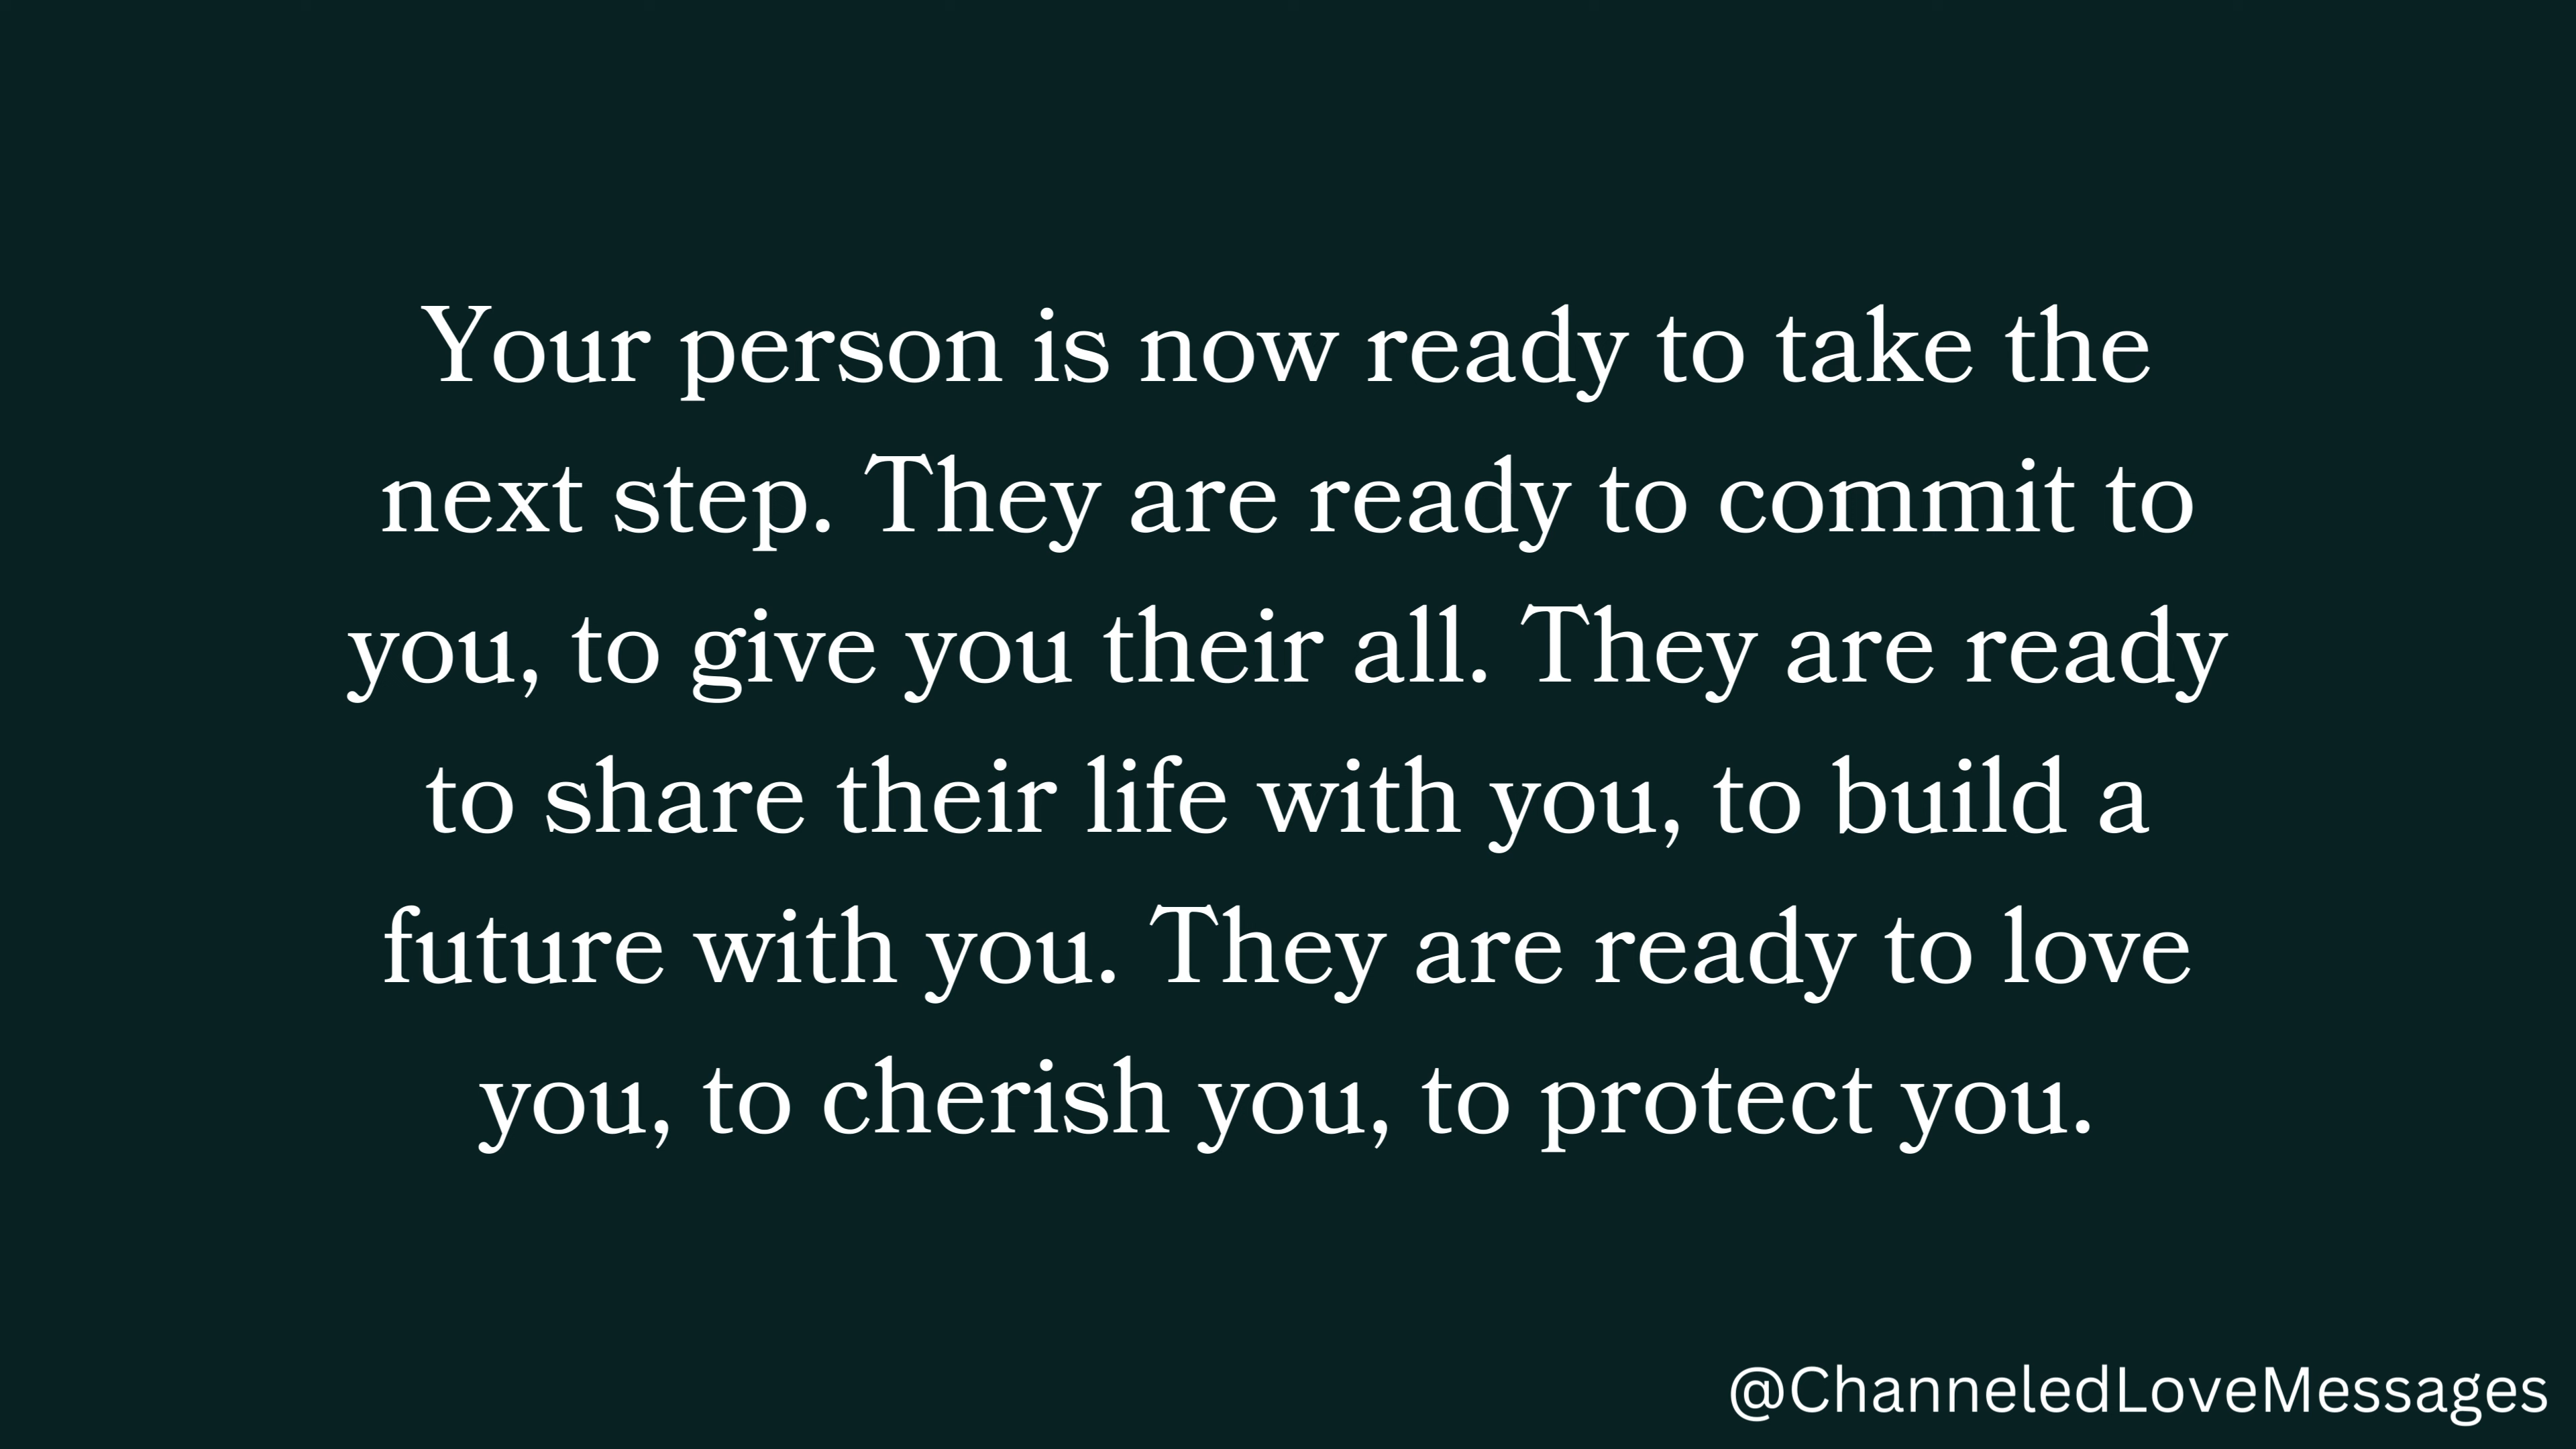 Your person is now ready to take the
next step. They are ready to commit to
you, to give you their all. They are ready
to share their life with you, to build a
future with you. They are ready to love
you, to cherish you, to protect you.
@ChanneledLoveMessages